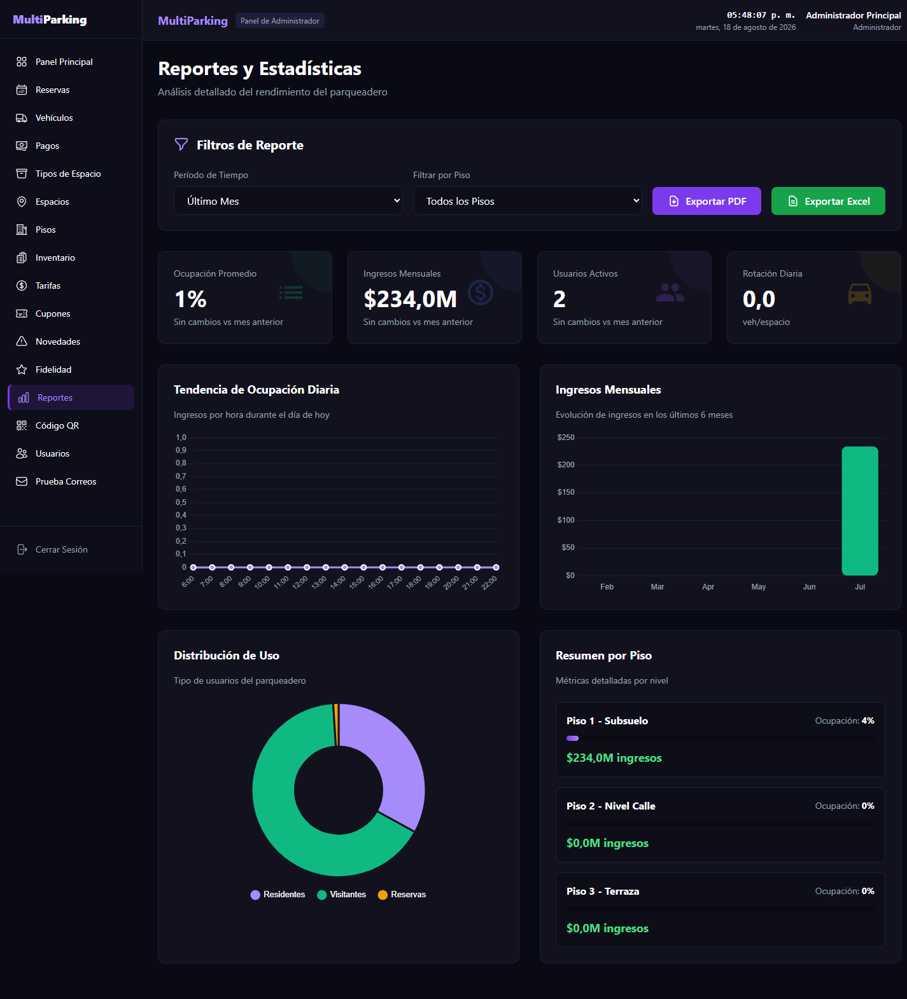 MultiParking
Panel Principal
Reservas
Vehículos
Pagos
Tipos de Espacio
Espacios
Pisos
Inventario
Tarifas
Cupones
Novedades
Fidelidad
Reportes
Código QR
Usuarios
Prueba Correos
Cerrar Sesión
MultiParking Panel de Administrador
05:48:07 p. m.
martes, 18 de agosto de 2026
Administrador Principal
Administrador
Reportes y Estadísticas
Análisis detallado del rendimiento del parqueadero
Filtros de Reporte
Período de Tiempo
Último Mes
Filtrar por Piso
Todos los Pisos
Exportar PDF
Exportar Excel
Ocupación Promedio
1%
Sin cambios vs mes anterior
Ingresos Mensuales
$234,0M
Sin cambios vs mes anterior
Usuarios Activos
2
Sin cambios vs mes anterior
Rotación Diaria
0,0
veh/espacio
Tendencia de Ocupación Diaria
Ingresos por hora durante el día de hoy
1,0
0,9
0,8
0,7
0,6
0,5
0,4
0,3
0,2
0,1
0
6:00 7:00 8:00 9:00 10:00 11:00 12:00 13:00 14:00 15:00 16:00 17:00 18:00 19:00 20:00 21:00 22:00
Ingresos Mensuales
Evolución de ingresos en los últimos 6 meses
$250
$200
$150
$100
$50
$0
Feb Mar Apr May Jun Jul
Distribución de Uso
Tipo de usuarios del parqueadero
Residentes Visitantes Reservas
Resumen por Piso
Métricas detalladas por nivel
Piso 1 - Subsuelo Ocupación: 4%
$234,0M ingresos
Piso 2 - Nivel Calle Ocupación: 0%
$0,0M ingresos
Piso 3 - Terraza Ocupación: 0%
$0,0M ingresos